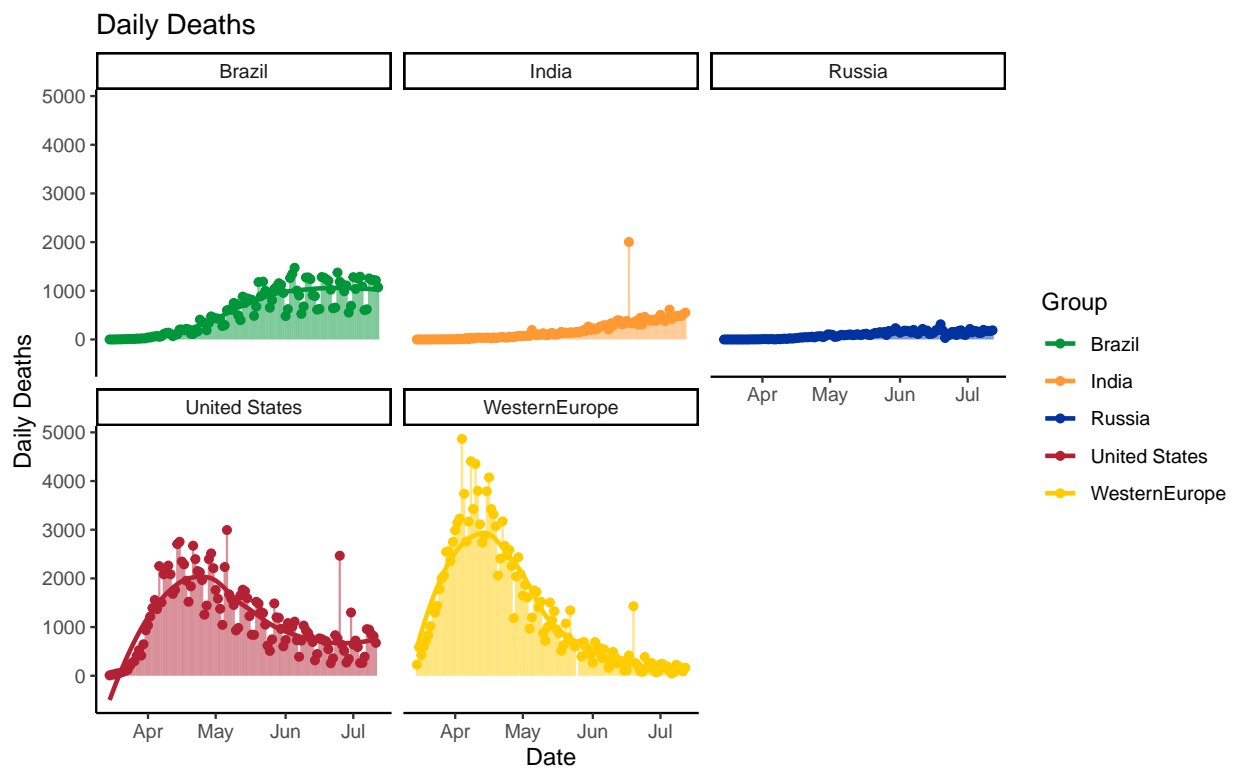 Daily Deaths
Brazil India Russia
5000
4000
3000
2000
1000
0
Daily Deaths
Apr May Jun Jul
United States WesternEurope
5000
4000
3000
2000
1000
0
Apr May Jun Jul Apr May Jun Jul
Date
Group
Brazil
India
Russia
United States
WesternEurope